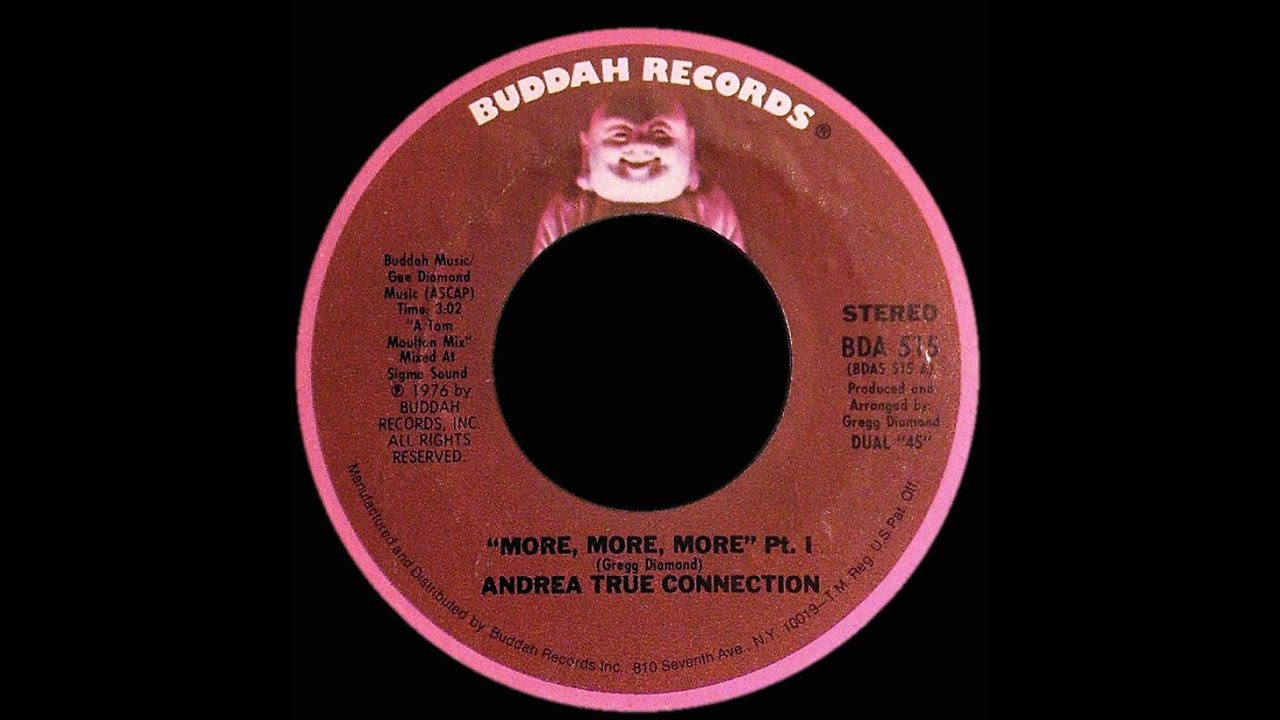 BUDDAH RECORDS®
Buddah Music/
Gee Diamond
Music (ASCAP)
Time: 3:02
"A Tom
Moulton Mix"
Mixed At
Sigma Sound
℗ 1976 by
BUDDAH
RECORDS, INC.
ALL RIGHTS
RESERVED.
STEREO
BDA 515
(BDAS 515 A)
Produced and
Arranged by:
Gregg Diamond
DUAL "45"
"MORE, MORE, MORE" Pt. I
(Gregg Diamond)
ANDREA TRUE CONNECTION
Manufactured and Distributed by Buddah Records Inc., 810 Seventh Ave., N.Y. 10019—T.M. Reg. U.S. Pat. Off